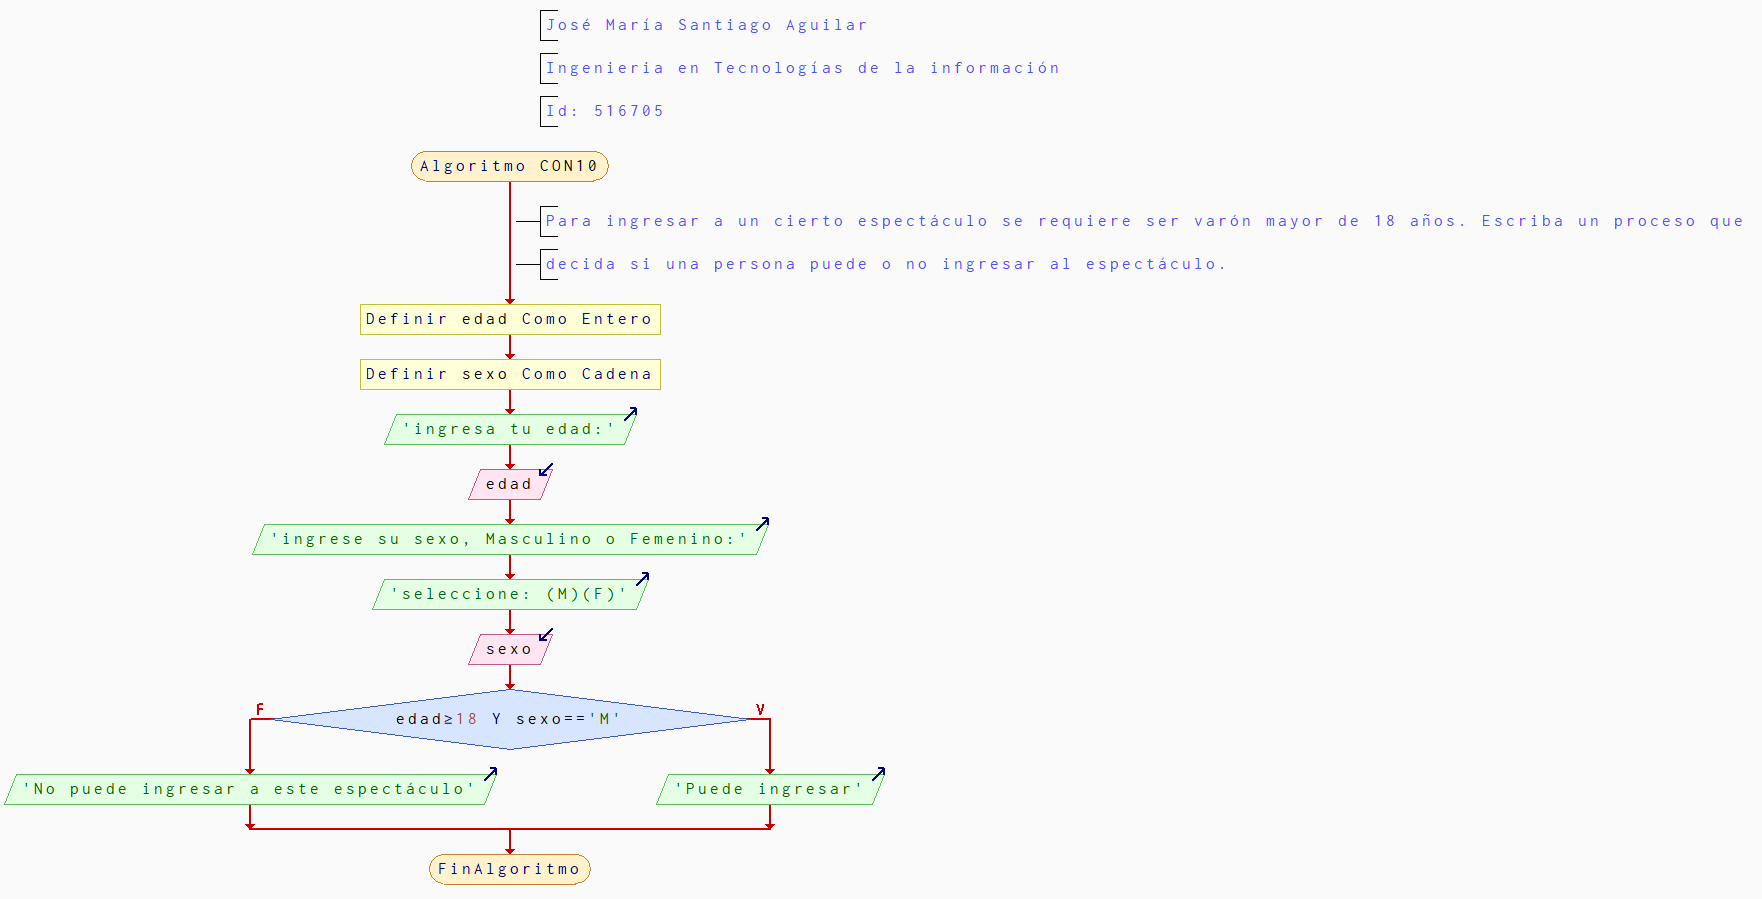 José María Santiago Aguilar
Ingenieria en Tecnologías de la información
Id: 516705
Algoritmo CON10
Para ingresar a un cierto espectáculo se requiere ser varón mayor de 18 años. Escriba un proceso que
decida si una persona puede o no ingresar al espectáculo.
Definir edad Como Entero
Definir sexo Como Cadena
'ingresa tu edad:'
edad
'ingrese su sexo, Masculino o Femenino:'
'seleccione: (M)(F)'
sexo
F
V
edad≥18 Y sexo=='M'
'No puede ingresar a este espectáculo'
'Puede ingresar'
FinAlgoritmo